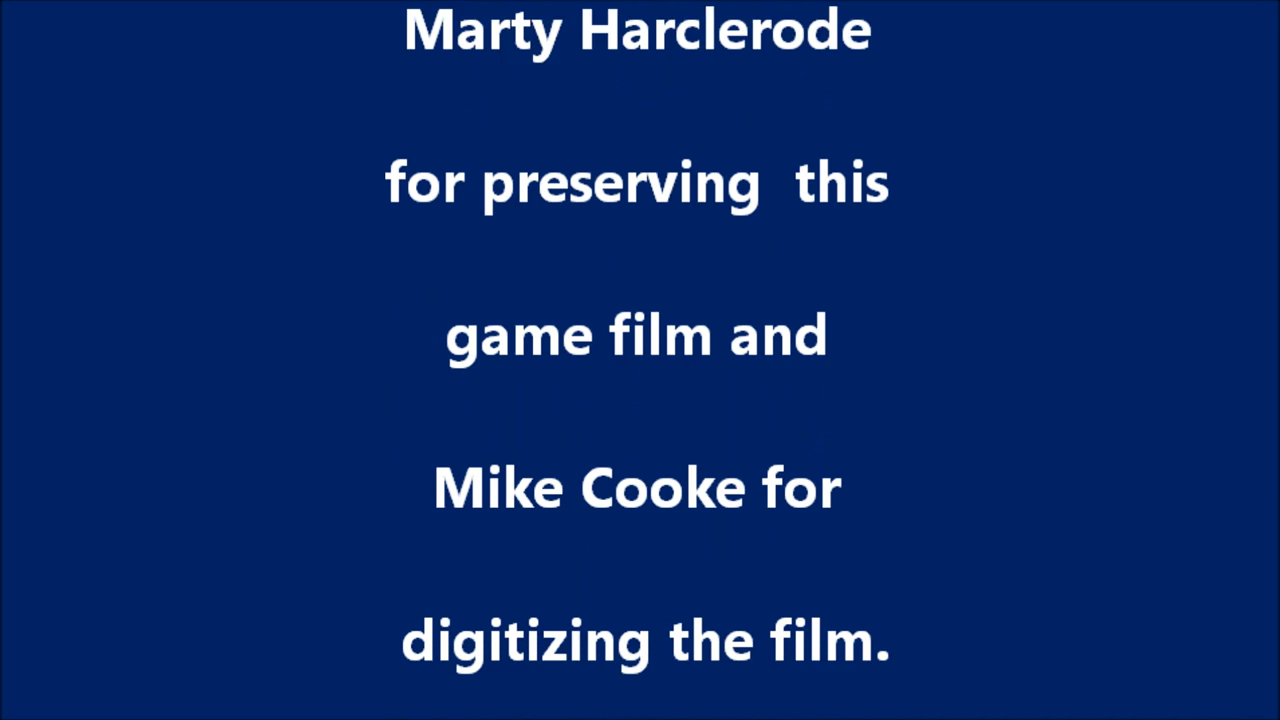 Marty Harclerode
for preserving  this
game film and
Mike Cooke for
digitizing the film.